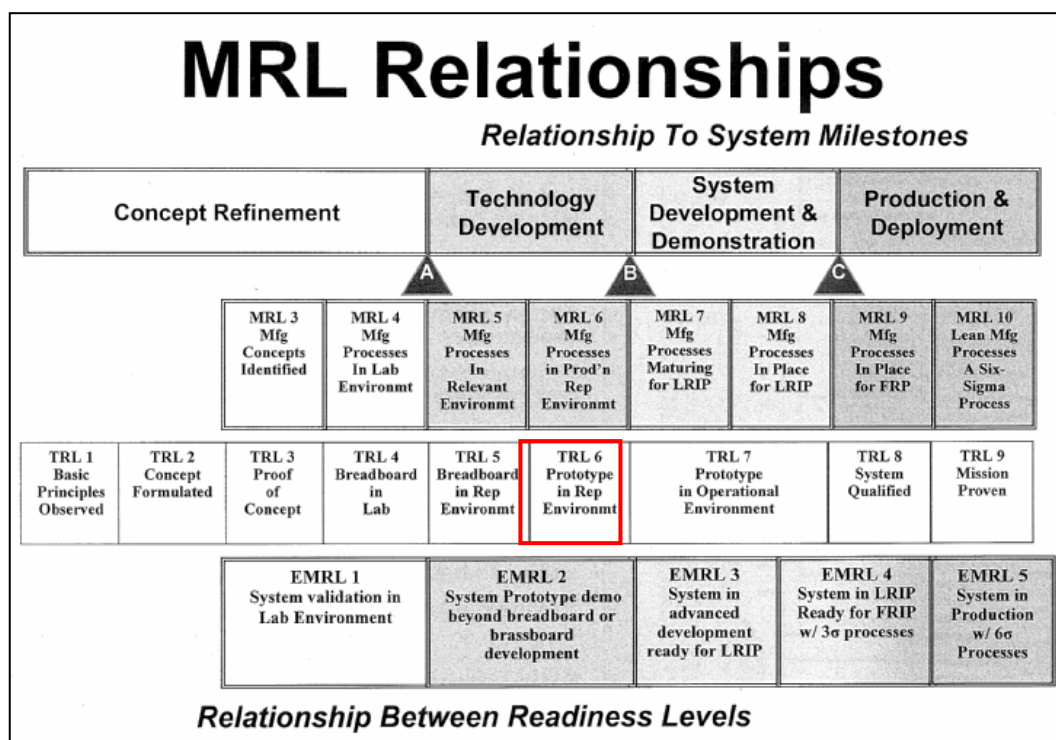 MRL Relationships
Relationship To System Milestones
Concept Refinement
Technology
Development
System
Development &
Demonstration
Production &
Deployment
A
B
C
MRL 3
Mfg
Concepts
Identified
MRL 4
Mfg
Processes
In Lab
Environmt
MRL 5
Mfg
Processes
In
Relevant
Environmt
MRL 6
Mfg
Processes
in Prod'n
Rep
Environmt
MRL 7
Mfg
Processes
Maturing
for LRIP
MRL 8
Mfg
Processes
In Place
for LRIP
MRL 9
Mfg
Processes
In Place
for FRP
MRL 10
Lean Mfg
Processes
A Six-
Sigma
Process
TRL 1
Basic
Principles
Observed
TRL 2
Concept
Formulated
TRL 3
Proof
of
Concept
TRL 4
Breadboard
in
Lab
TRL 5
Breadboard
in Rep
Environmt
TRL 6
Prototype
in Rep
Environmt
TRL 7
Prototype
in Operational
Environment
TRL 8
System
Qualified
TRL 9
Mission
Proven
EMRL 1
System validation in
Lab Environment
EMRL 2
System Prototype demo
beyond breadboard or
brassboard
development
EMRL 3
System in
advanced
development
ready for LRIP
EMRL 4
System in LRIP
Ready for FRIP
w/ 3σ processes
EMRL 5
System in
Production
w/ 6σ
Processes
Relationship Between Readiness Levels